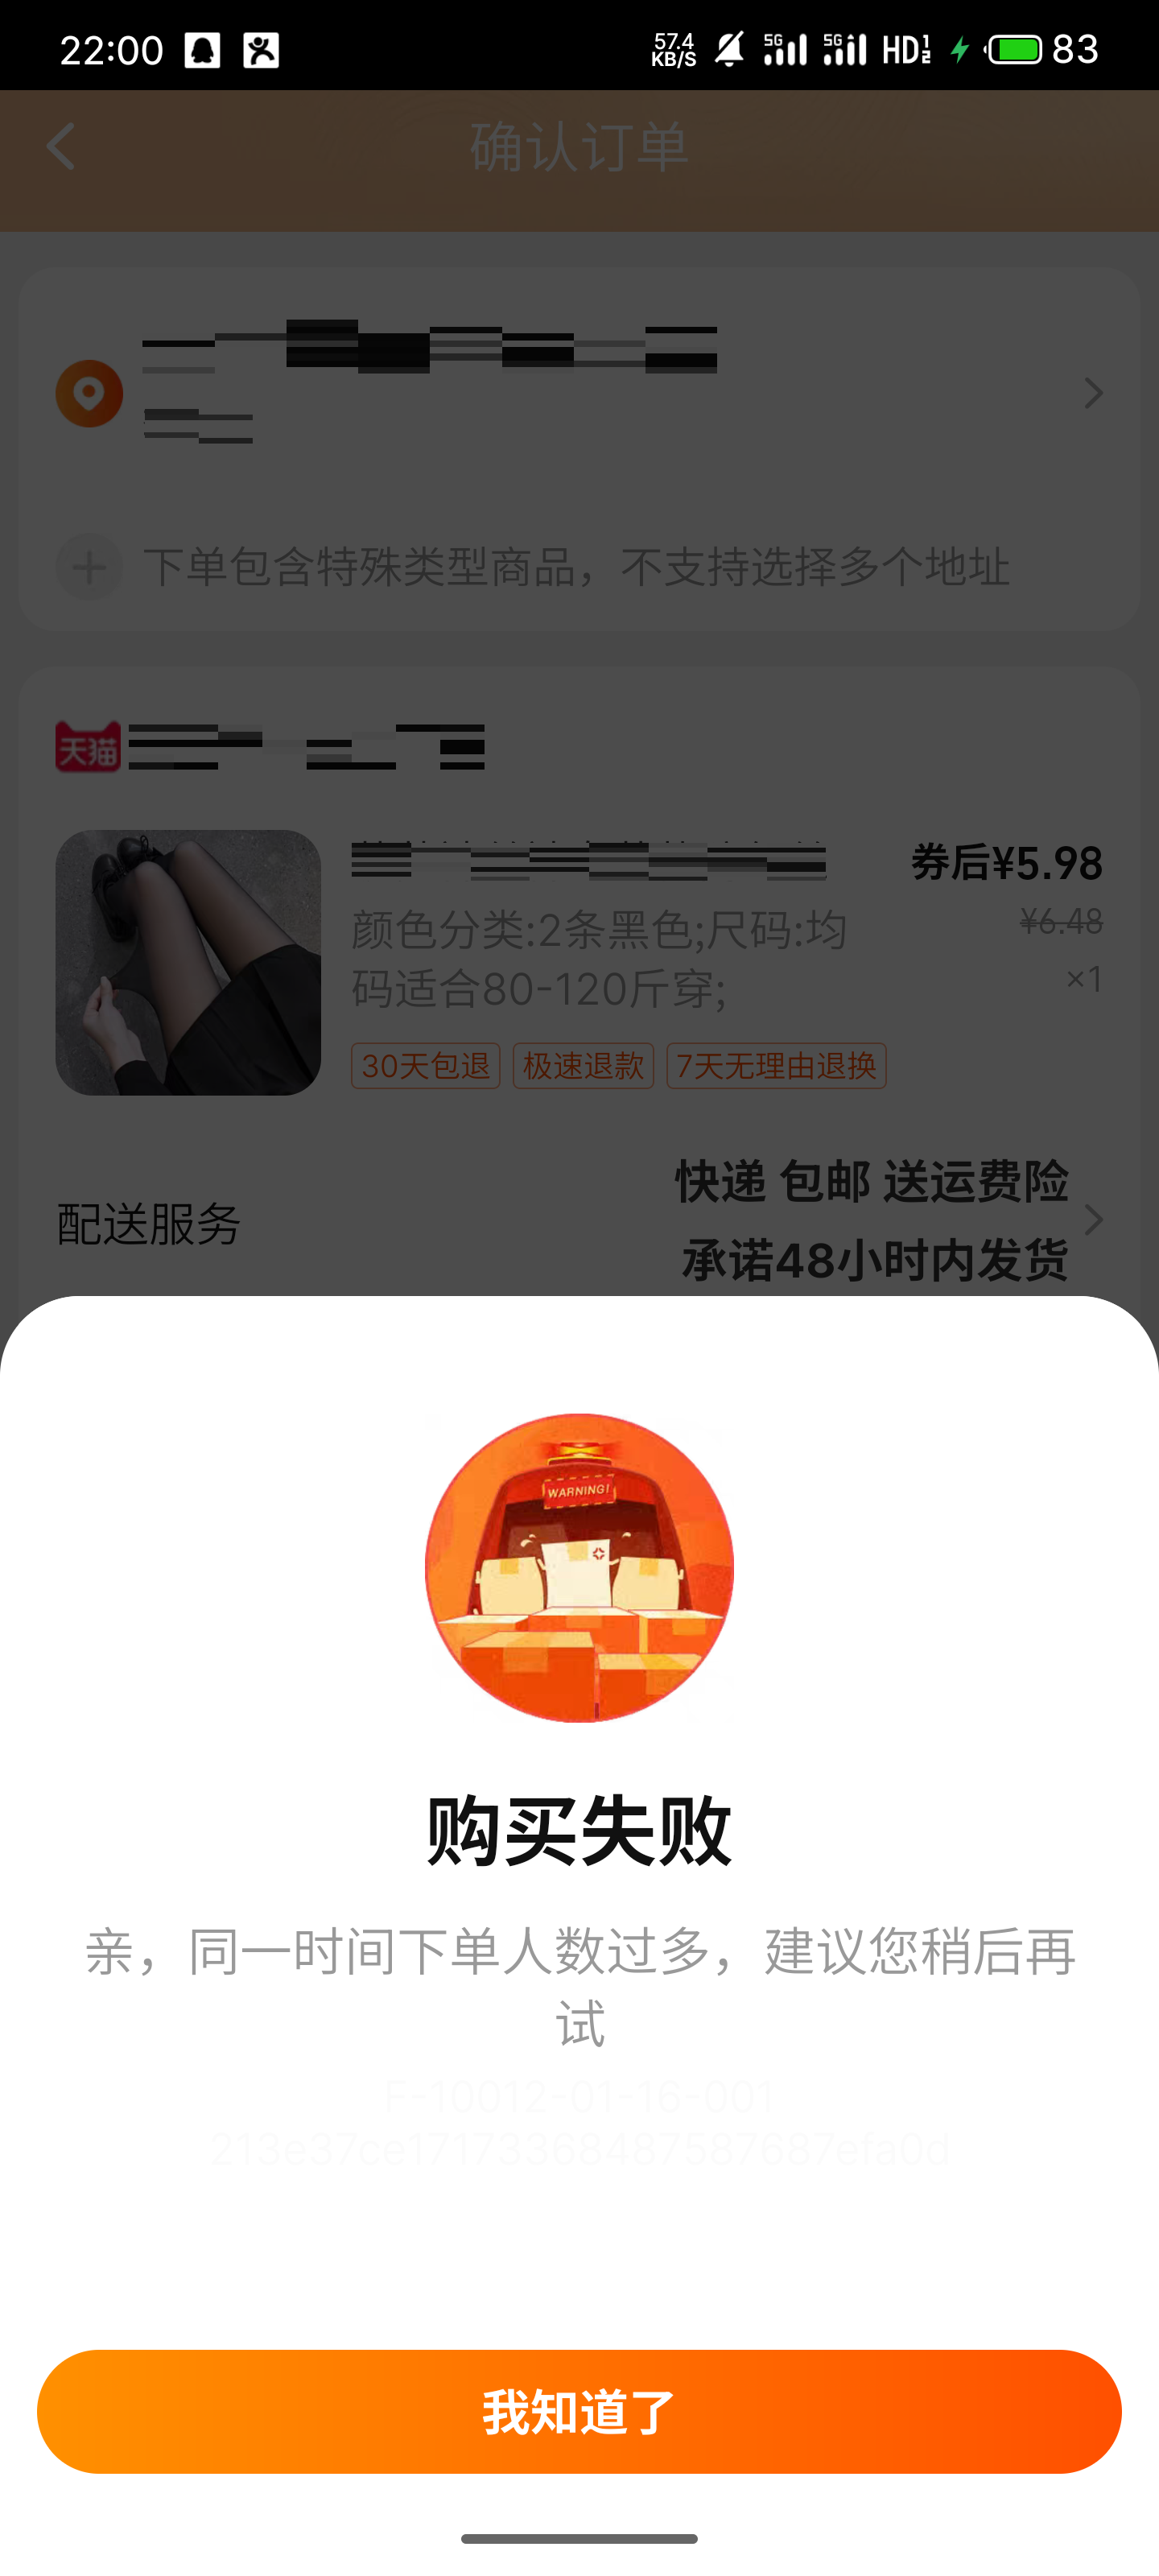 22:00
57.4
KB/S
5G
5G
HD 1 2
83
确认订单
下单包含特殊类型商品，不支持选择多个地址
天猫
券后¥5.98
颜色分类:2条黑色;尺码:均
¥6.48
码适合80-120斤穿;
×1
30天包退
极速退款
7天无理由退换
快递 包邮 送运费险
配送服务
承诺48小时内发货
WARNING!
购买失败
亲，同一时间下单人数过多，建议您稍后再
试
F-10012-01-16-001
213e37ce17173368487587687efa0d
我知道了